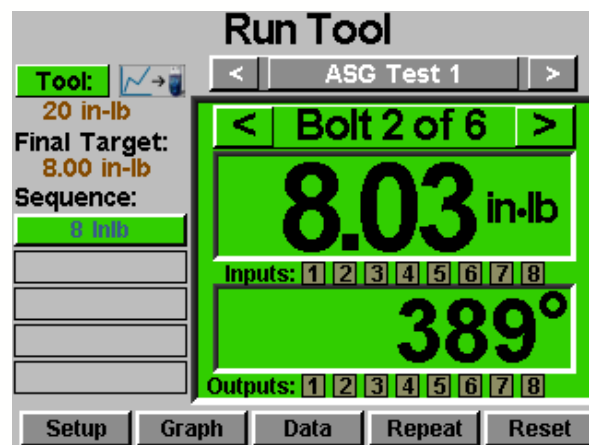 Run Tool
Tool:
20 in-lb
Final Target:
8.00 in-lb
Sequence:
8 Inlb
< ASG Test 1 >
< Bolt 2 of 6 >
8.03 in•lb
Inputs: 1 2 3 4 5 6 7 8
389°
Outputs: 1 2 3 4 5 6 7 8
Setup Graph Data Repeat Reset